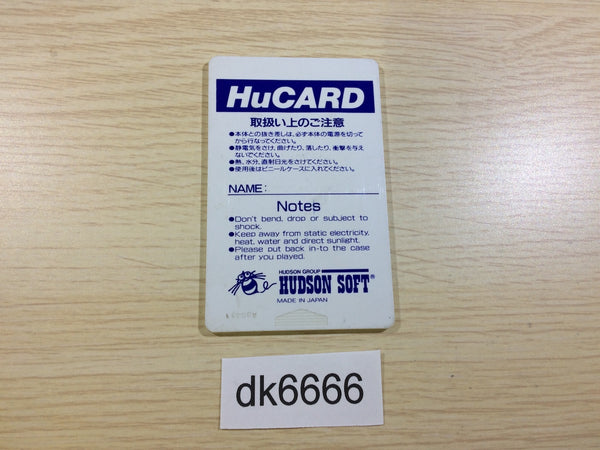 HuCARD
取扱い上のご注意
●本体との抜き差しは、必ず本体の電源を切って
から行なってください。
●静電気をさけ、曲げたり、落したり、衝撃を与え
ないでください。
●熱、水分、直射日光をさけてください。
●使用後はビニールケースに入れてください。
NAME:
Notes
●Don't bend, drop or subject to
shock.
●Keep away from static electricity,
heat, water and direct sunlight.
●Please put back in-to the case
after you played.
HUDSON GROUP
HUDSON SOFT®
MADE IN JAPAN
dk6666